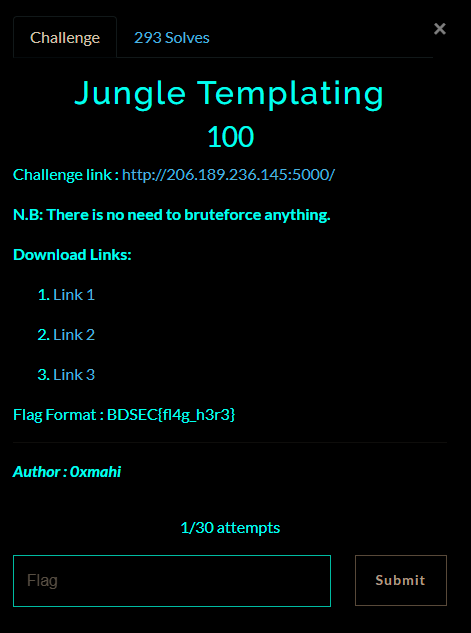 Challenge
293 Solves
×
Jungle Templating
100
Challenge link : http://206.189.236.145:5000/
N.B: There is no need to bruteforce anything.
Download Links:
1. Link 1
2. Link 2
3. Link 3
Flag Format : BDSEC{fl4g_h3r3}
Author : 0xmahi
1/30 attempts
Flag
Submit